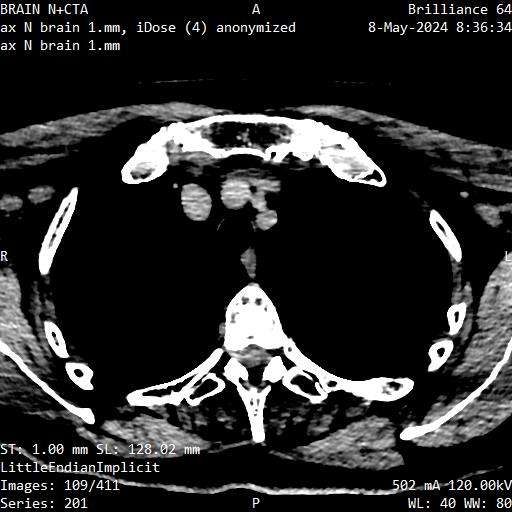 BRAIN N+CTA
A
Brilliance 64
ax N brain 1.mm, iDose (4) anonymized
8-May-2024 8:36:34
ax N brain 1.mm
R
L
ST: 1.00 mm SL: 128.02 mm
LittleEndianImplicit
Images: 109/411
502 mA 120.00kV
Series: 201
P
WL: 40 WW: 80